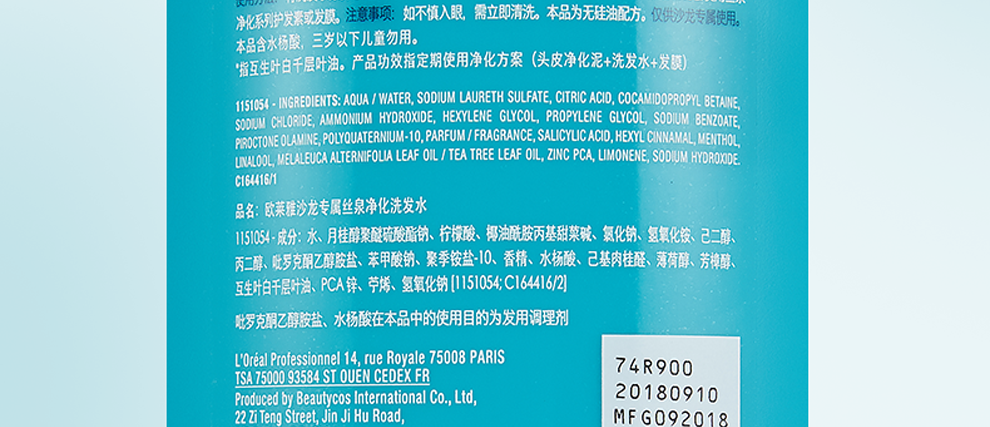 净化系列护发素或发膜。注意事项：如不慎入眼，需立即清洗。本品为无硅油配方。仅供沙龙专属使用。
本品含水杨酸，三岁以下儿童勿用。
*指互生叶白千层叶油。产品功效指定期使用净化方案（头皮净化泥+洗发水+发膜）
1151054 - INGREDIENTS: AQUA / WATER, SODIUM LAURETH SULFATE, CITRIC ACID, COCAMIDOPROPYL BETAINE,
SODIUM CHLORIDE, AMMONIUM HYDROXIDE, HEXYLENE GLYCOL, PROPYLENE GLYCOL, SODIUM BENZOATE,
PIROCTONE OLAMINE, POLYQUATERNIUM-10, PARFUM / FRAGRANCE, SALICYLIC ACID, HEXYL CINNAMAL, MENTHOL,
LINALOOL, MELALEUCA ALTERNIFOLIA LEAF OIL / TEA TREE LEAF OIL, ZINC PCA, LIMONENE, SODIUM HYDROXIDE.
C164416/1
品名：欧莱雅沙龙专属丝泉净化洗发水
1151054 - 成分：水、月桂醇聚醚硫酸酯钠、柠檬酸、椰油酰胺丙基甜菜碱、氯化钠、氢氧化铵、己二醇、
丙二醇、吡罗克酮乙醇胺盐、苯甲酸钠、聚季铵盐-10、香精、水杨酸、己基肉桂醛、薄荷醇、芳樟醇、
互生叶白千层叶油、PCA 锌、苧烯、氢氧化钠 [1151054; C164416/2]
吡罗克酮乙醇胺盐、水杨酸在本品中的使用目的为发用调理剂
L'Oréal Professionnel 14, rue Royale 75008 PARIS
TSA 75000 93584 ST OUEN CEDEX FR
Produced by Beautycos International Co., Ltd,
22 Zi Teng Street, Jin Ji Hu Road,
74R900
20180910
MFG092018